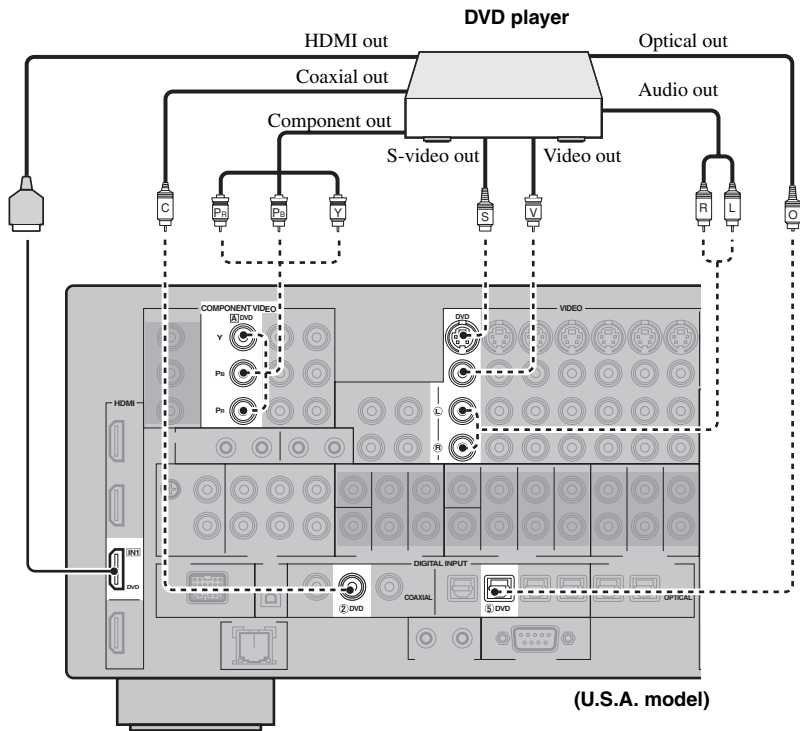 DVD player
HDMI out
Optical out
Coaxial out
Audio out
Component out
S-video out
Video out
C
PR
PB
Y
S
V
R
L
O
COMPONENT VIDEO
A DVD
Y
PB
PR
DVD
VIDEO
L
R
HDMI
IN1
DVD
DIGITAL INPUT
COAXIAL
② DVD
⑤ DVD
OPTICAL
(U.S.A. model)